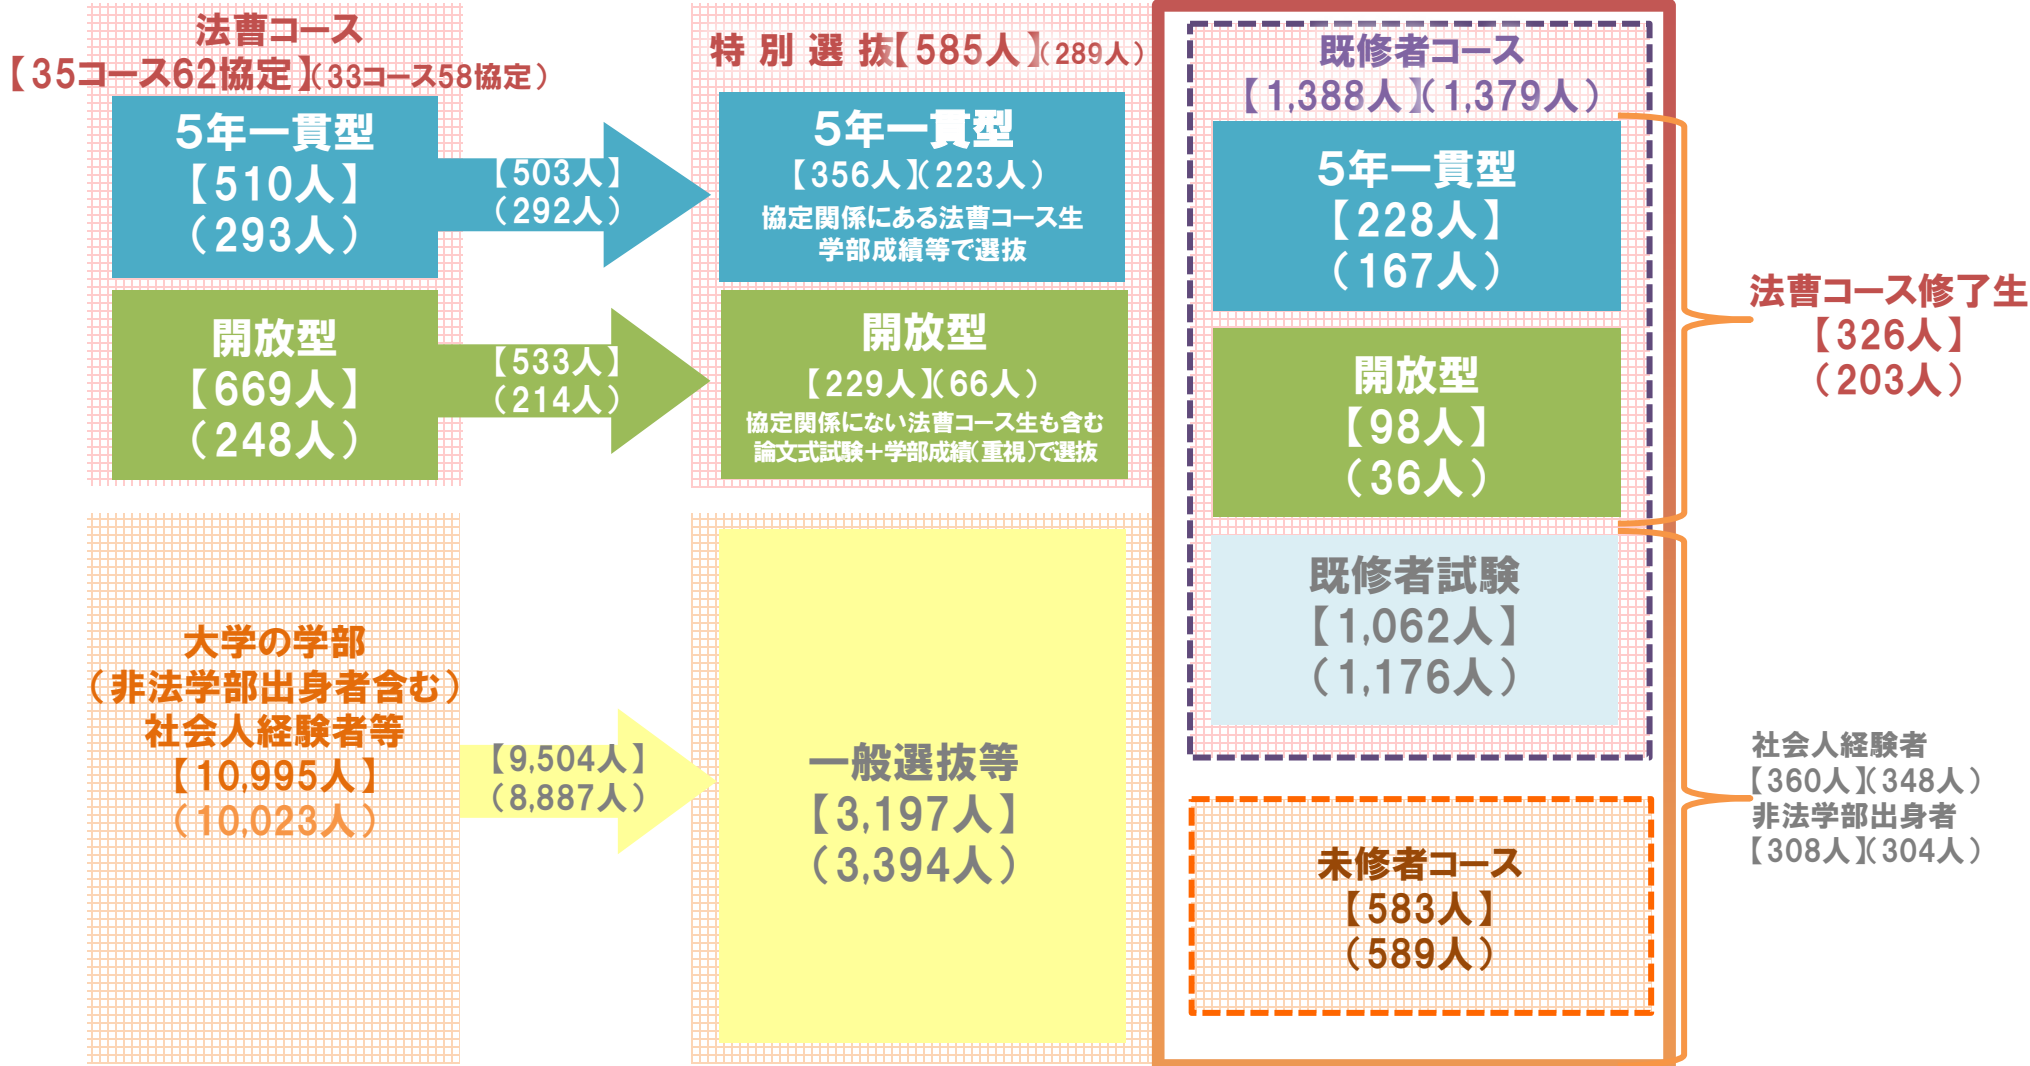 法曹コース
【35コース62協定】(33コース58協定)
5年一貫型
【510人】
(293人)
【503人】
(292人)
開放型
【669人】
(248人)
【533人】
(214人)
特別選抜【585人】(289人)
5年一貫型
【356人】(223人)
協定関係にある法曹コース生
学部成績等で選抜
開放型
【229人】(66人)
協定関係にない法曹コース生も含む
論文式試験+学部成績(重視)で選抜
既修者コース
【1,388人】(1,379人)
5年一貫型
【228人】
(167人)
開放型
【98人】
(36人)
既修者試験
【1,062人】
(1,176人)
法曹コース修了生
【326人】
(203人)
大学の学部
(非法学部出身者含む)
社会人経験者等
【10,995人】
(10,023人)
【9,504人】
(8,887人)
一般選抜等
【3,197人】
(3,394人)
未修者コース
【583人】
(589人)
社会人経験者
【360人】(348人)
非法学部出身者
【308人】(304人)